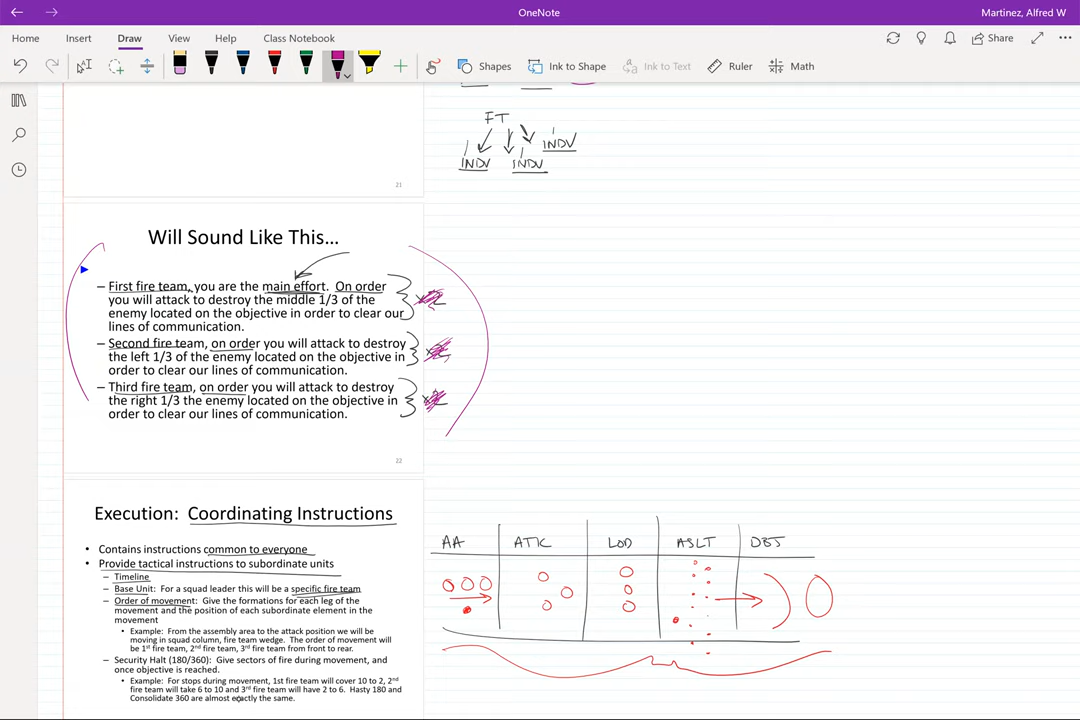 OneNote
Martinez, Alfred W
Home
Insert
Draw
View
Help
Class Notebook
Share
Shapes
Ink to Shape
Ink to Text
Ruler
Math
FT
INDV
INDV
INDV
21
Will Sound Like This…
– First fire team, you are the main effort. On order
you will attack to destroy the middle 1/3 of the
enemy located on the objective in order to clear our
lines of communication.
– Second fire team, on order you will attack to destroy
the left 1/3 of the enemy located on the objective in
order to clear our lines of communication.
– Third fire team, on order you will attack to destroy
the right 1/3 the enemy located on the objective in
order to clear our lines of communication.
22
Execution: Coordinating Instructions
• Contains instructions common to everyone
• Provide tactical instructions to subordinate units
– Timeline
– Base Unit: For a squad leader this will be a specific fire team
– Order of movement: Give the formations for each leg of the
movement and the position of each subordinate element in the
movement
• Example: From the assembly area to the attack position we will be
moving in squad column, fire team wedge. The order of movement will
be 1st fire team, 2nd fire team, 3rd fire team from front to rear.
– Security Halt (180/360): Give sectors of fire during movement, and
once objective is reached.
• Example: For stops during movement, 1st fire team will cover 10 to 2, 2nd
fire team will take 6 to 10 and 3rd fire team will have 2 to 6. Hasty 180 and
Consolidate 360 are almost exactly the same.
AA
ATK
LOD
ASLT
OBJ